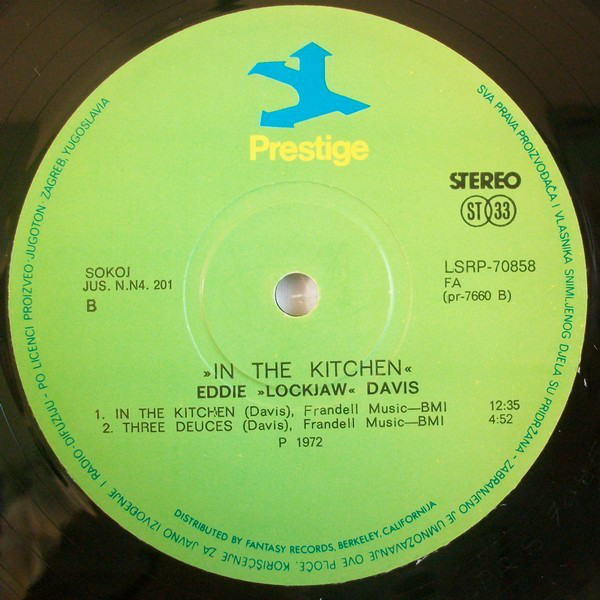 Prestige
STEREO
ST 33
SOKOJ
JUS. N.N4. 201
B
LSRP-70858
FA
(pr-7660 B)
»IN THE KITCHEN«
EDDIE »LOCKJAW« DAVIS
1. IN THE KITCHEN (Davis), Frandell Music—BMI 12:35
2. THREE DEUCES (Davis), Frandell Music—BMI 4:52
P 1972
DISTRIBUTED BY FANTASY RECORDS, BERKELEY, CALIFORNIJA
SVA PRAVA PROIZVOĐAČA I VLASNIKA SNIMLJENOG DJELA SU PRIDRŽANA - ZABRANJENO JE UMNOŽAVANJE OVE PLOČE, KORIŠĆENJE ZA JAVNO IZVOĐENJE I RADIO-DIFUZIJU - PO LICENCI PROIZVEO JUGOTON - ZAGREB, YUGOSLAVIA